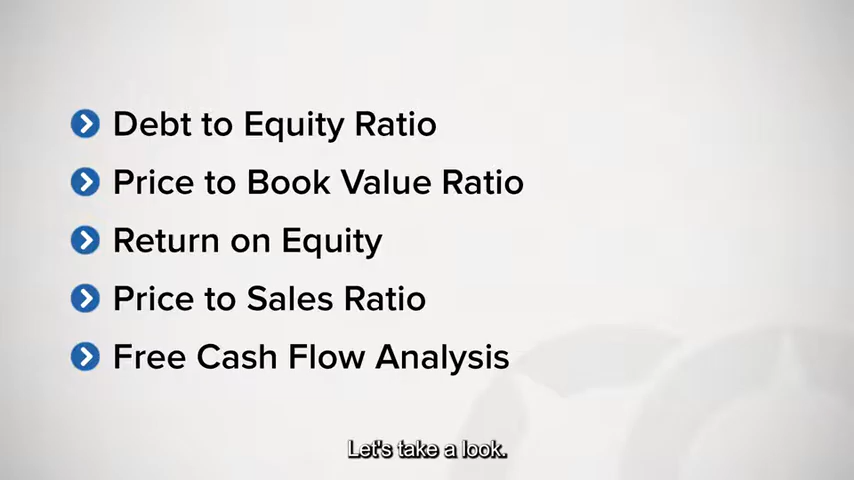 Debt to Equity Ratio
Price to Book Value Ratio
Return on Equity
Price to Sales Ratio
Free Cash Flow Analysis
Let's take a look.